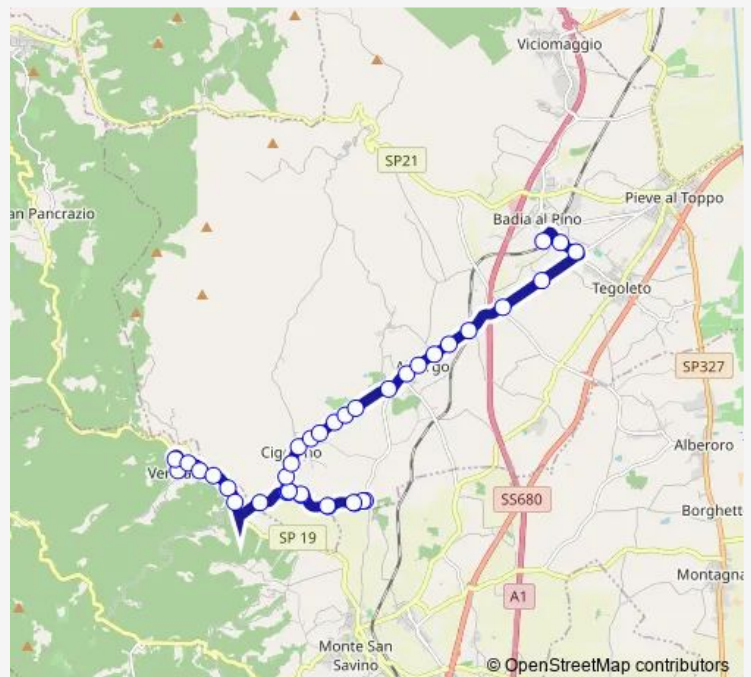 Viciomaggio
SP21
an Pancrazio
Pieve al Toppo
Badia al Pino
Tegoleto
SP327
Alberoro
SS680
Borghett
SP 19
Montagna
A1
Monte San
Savino
© OpenStreetMap contributors